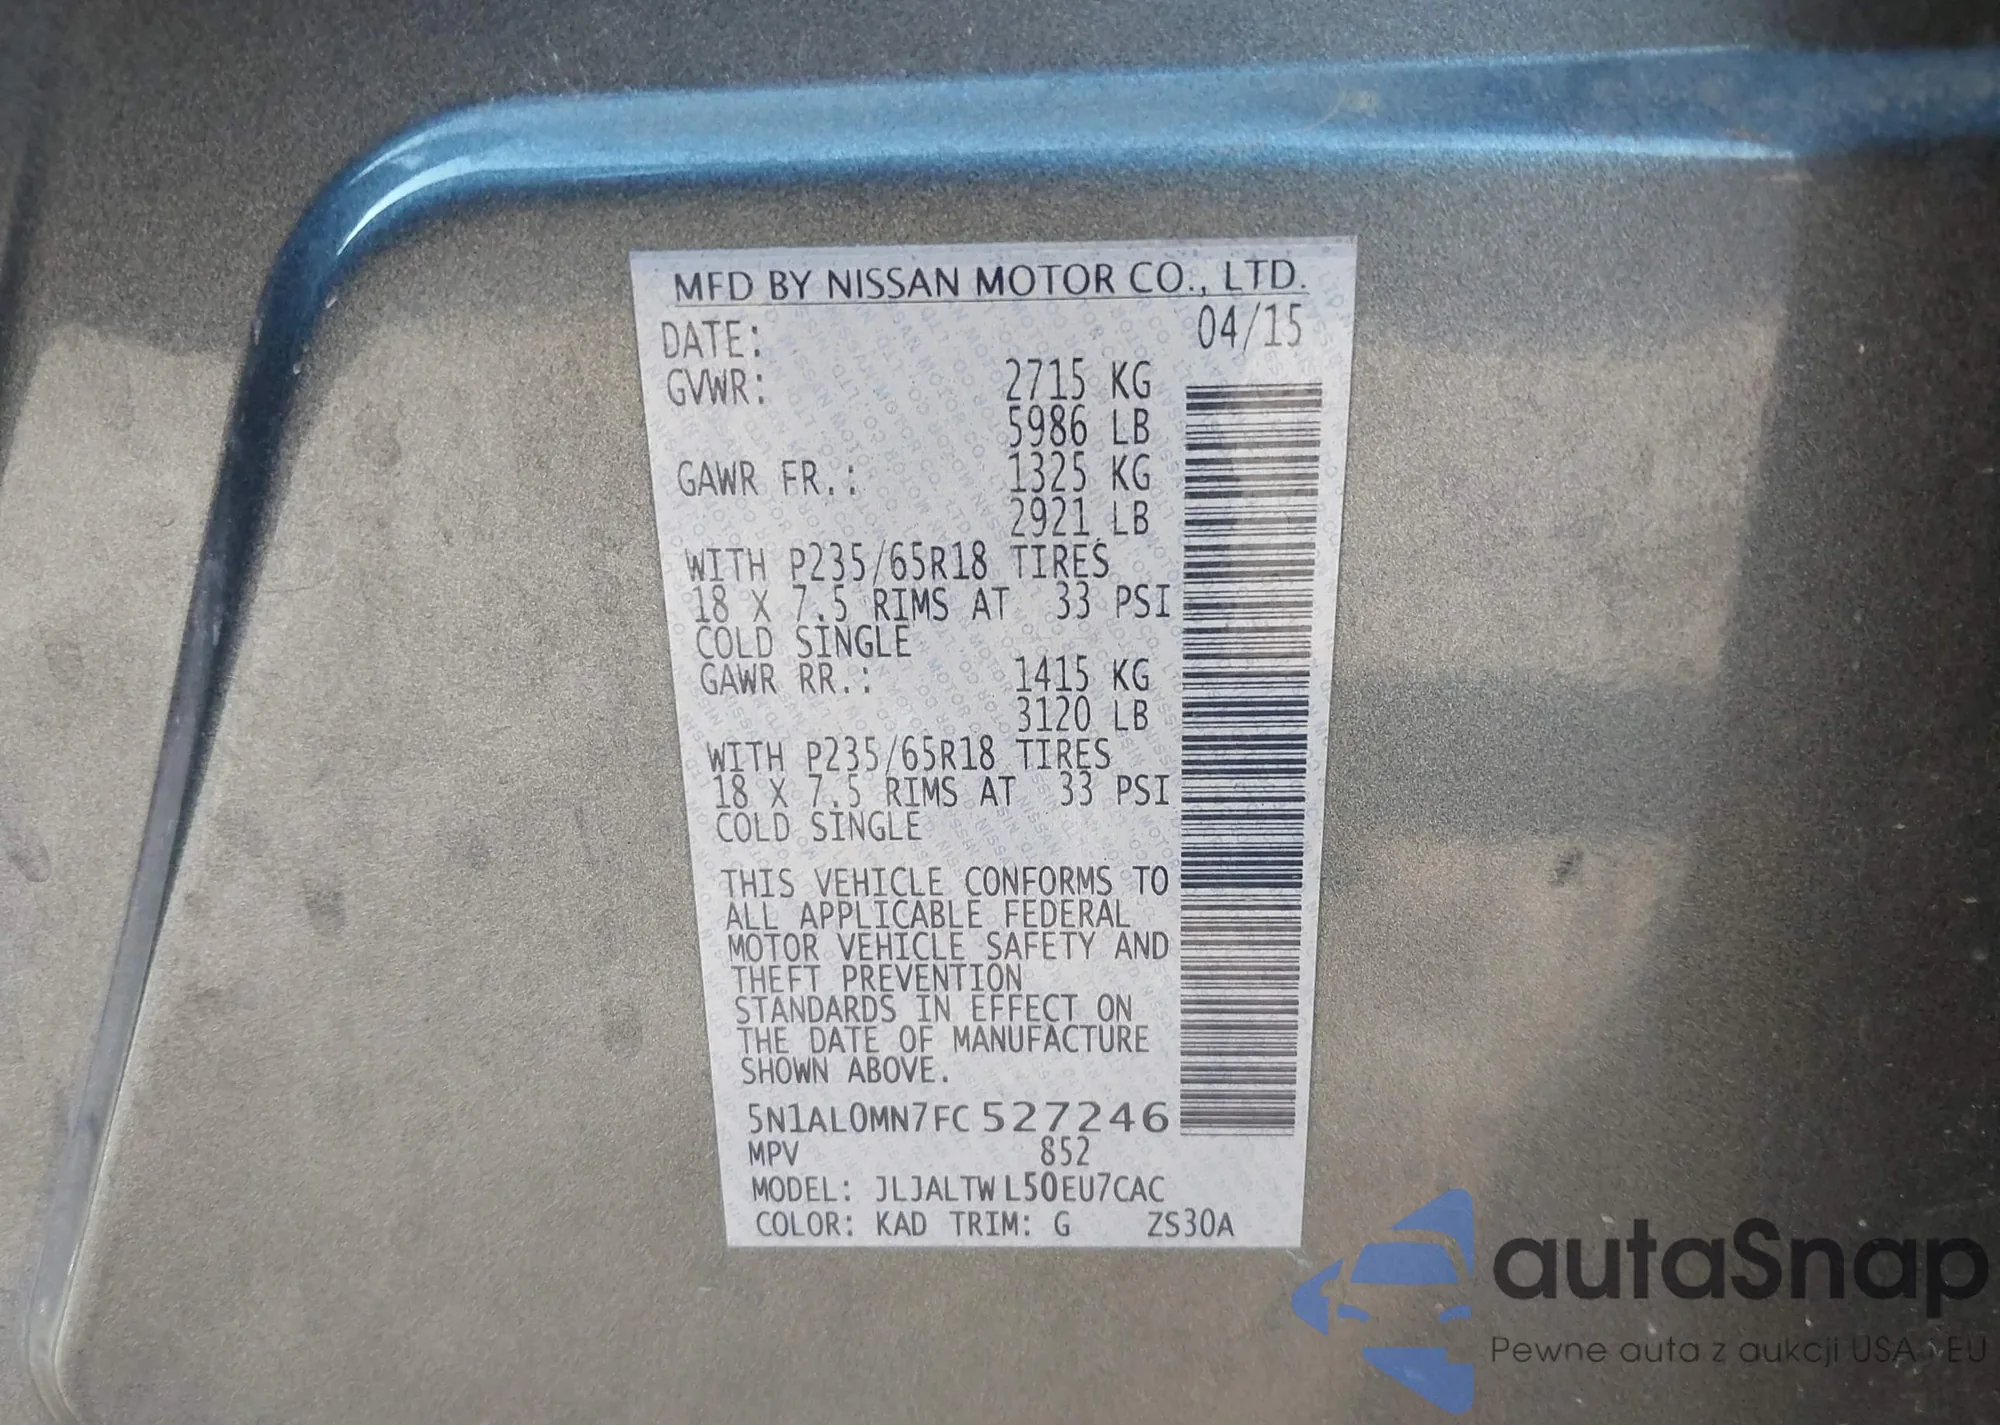 MFD BY NISSAN MOTOR CO., LTD.
DATE: 04/15
GVWR: 2715 KG
5986 LB
GAWR FR.: 1325 KG
2921 LB
WITH P235/65R18 TIRES
18 X 7.5 RIMS AT 33 PSI
COLD SINGLE
GAWR RR.: 1415 KG
3120 LB
WITH P235/65R18 TIRES
18 X 7.5 RIMS AT 33 PSI
COLD SINGLE
THIS VEHICLE CONFORMS TO
ALL APPLICABLE FEDERAL
MOTOR VEHICLE SAFETY AND
THEFT PREVENTION
STANDARDS IN EFFECT ON
THE DATE OF MANUFACTURE
SHOWN ABOVE.
5N1AL0MN7FC527246
MPV 852
MODEL: JLJALTWL50EU7CAC
COLOR: KAD TRIM: G ZS30A
autaSnap
Pewne auta z aukcji USA i EU